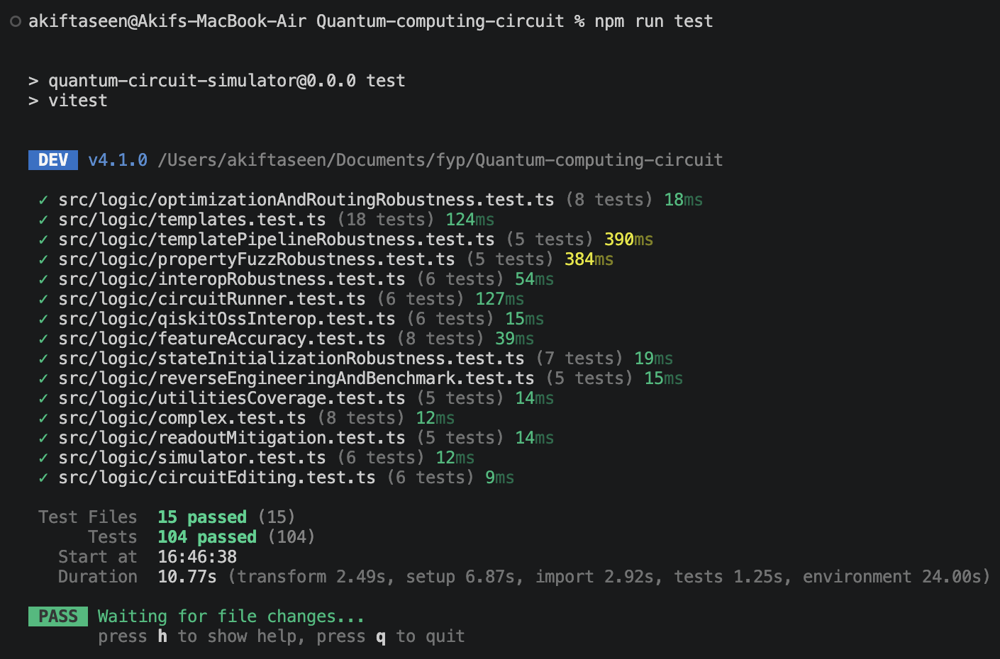 akiftaseen@Akifs-MacBook-Air Quantum-computing-circuit % npm run test
> quantum-circuit-simulator@0.0.0 test
> vitest
DEV v4.1.0 /Users/akiftaseen/Documents/fyp/Quantum-computing-circuit
✓ src/logic/optimizationAndRoutingRobustness.test.ts (8 tests) 18ms
✓ src/logic/templates.test.ts (18 tests) 124ms
✓ src/logic/templatePipelineRobustness.test.ts (5 tests) 390ms
✓ src/logic/propertyFuzzRobustness.test.ts (5 tests) 384ms
✓ src/logic/interopRobustness.test.ts (6 tests) 54ms
✓ src/logic/circuitRunner.test.ts (6 tests) 127ms
✓ src/logic/qiskitOssInterop.test.ts (6 tests) 15ms
✓ src/logic/featureAccuracy.test.ts (8 tests) 39ms
✓ src/logic/stateInitializationRobustness.test.ts (7 tests) 19ms
✓ src/logic/reverseEngineeringAndBenchmark.test.ts (5 tests) 15ms
✓ src/logic/utilitiesCoverage.test.ts (5 tests) 14ms
✓ src/logic/complex.test.ts (8 tests) 12ms
✓ src/logic/readoutMitigation.test.ts (5 tests) 14ms
✓ src/logic/simulator.test.ts (6 tests) 12ms
✓ src/logic/circuitEditing.test.ts (6 tests) 9ms
Test Files 15 passed (15)
Tests 104 passed (104)
Start at 16:46:38
Duration 10.77s (transform 2.49s, setup 6.87s, import 2.92s, tests 1.25s, environment 24.00s)
PASS Waiting for file changes...
press h to show help, press q to quit